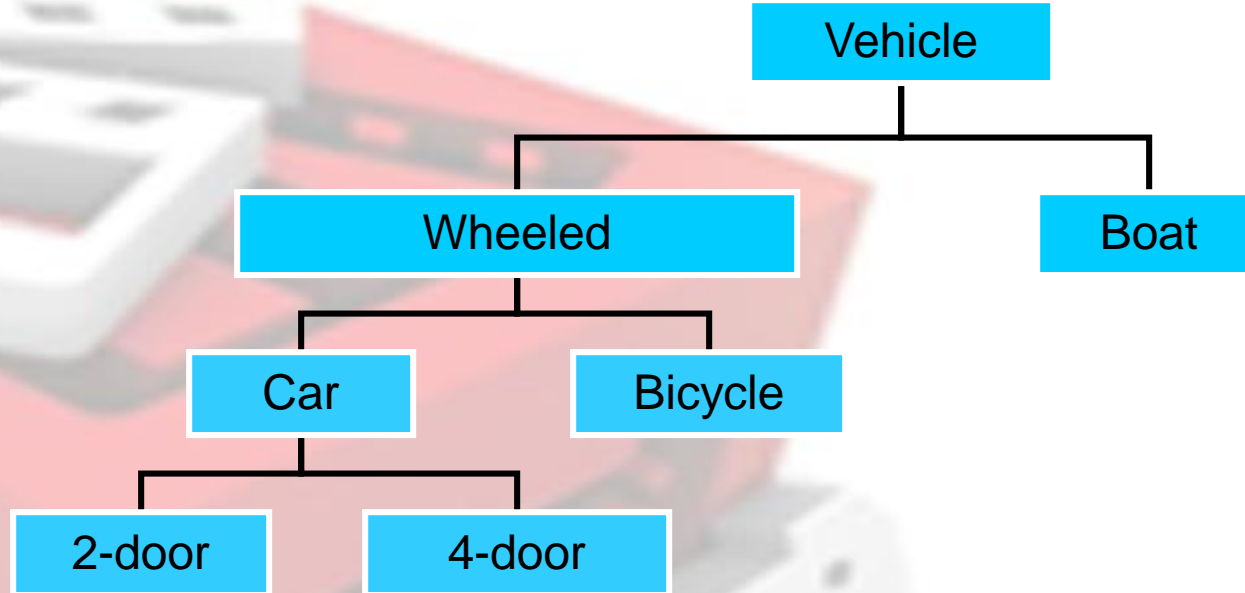 Vehicle
Wheeled
Boat
Car
Bicycle
2-door
4-door